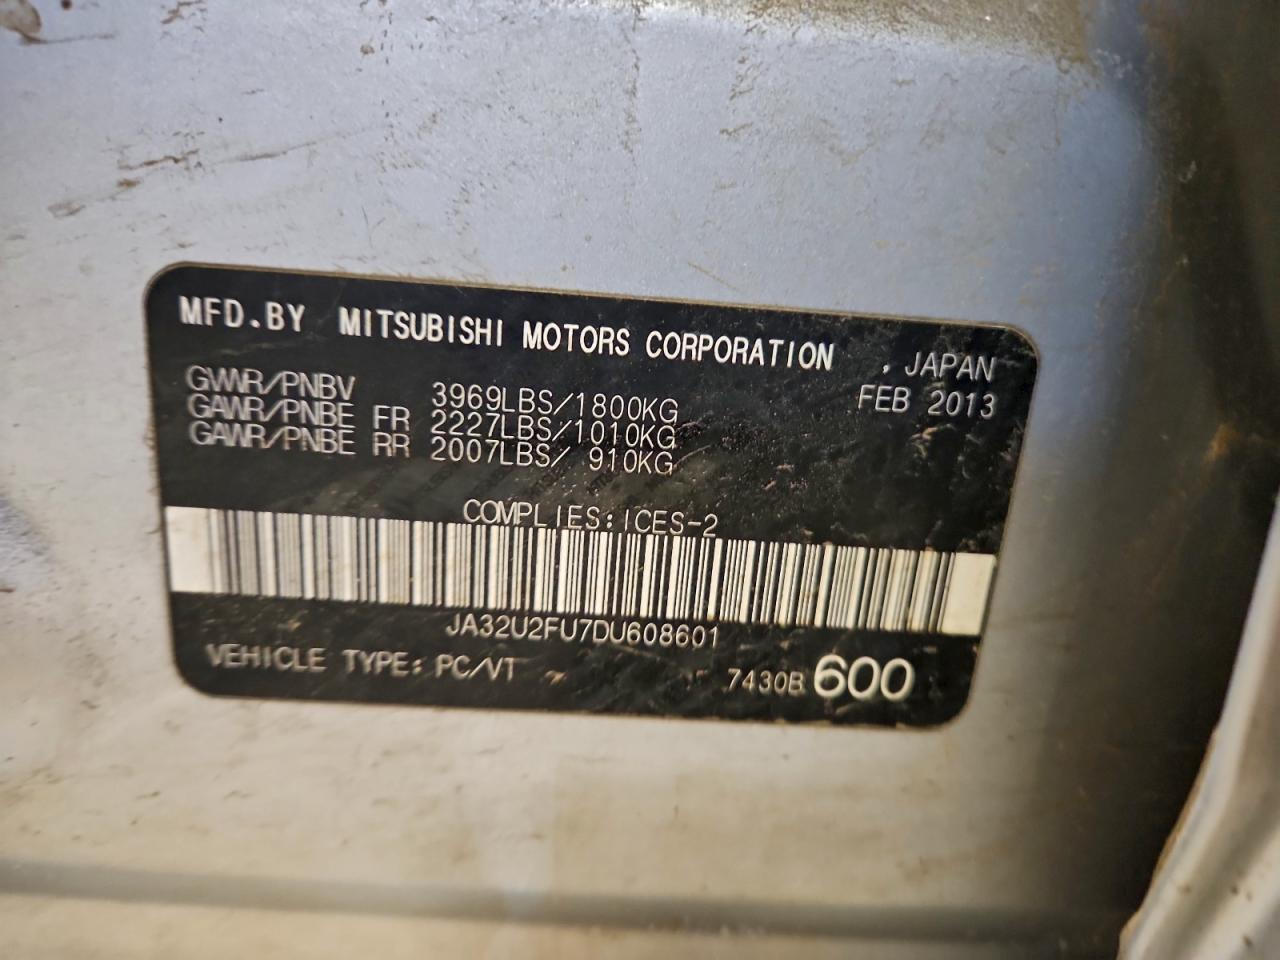 MFD.BY MITSUBISHI MOTORS CORPORATION , JAPAN
FEB 2013
GVWR/PNBV 3969LBS/1800KG
GAWR/PNBE FR 2227LBS/1010KG
GAWR/PNBE RR 2007LBS/ 910KG
COMPLIES:ICES-2
JA32U2FU7DU608601
VEHICLE TYPE: PC/VT 7430B 600